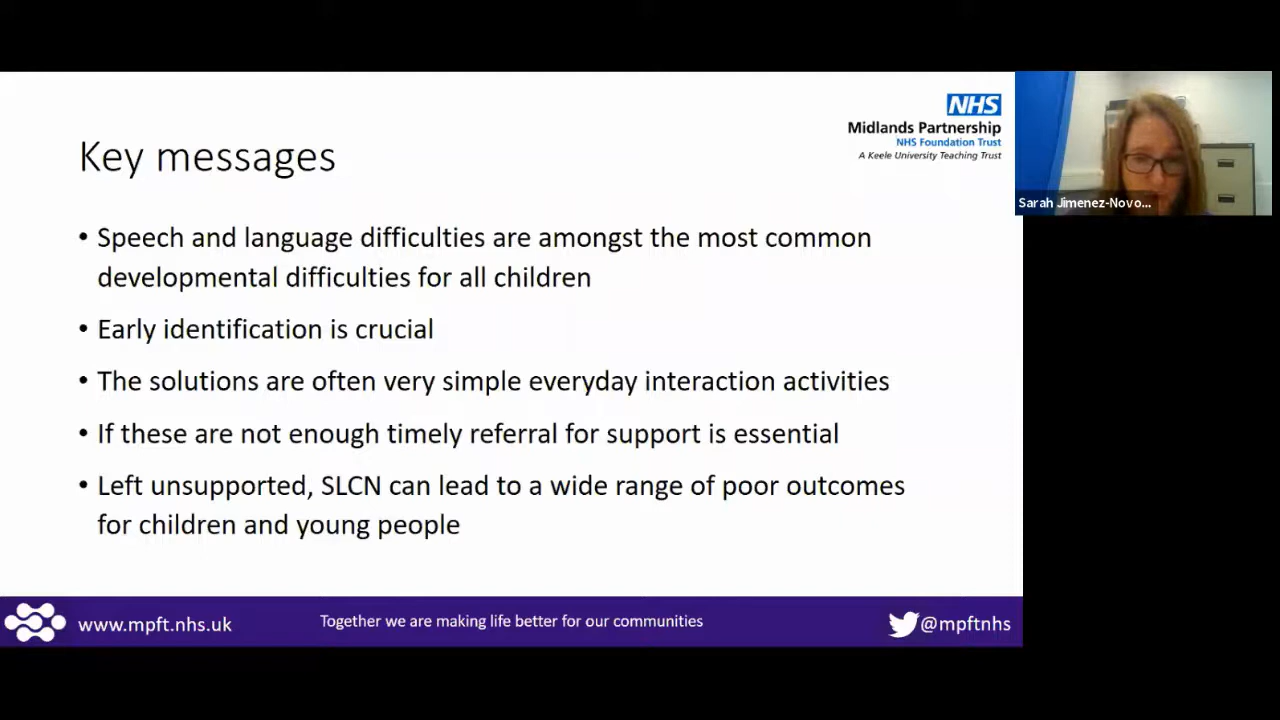 NHS
Midlands Partnership
NHS Foundation Trust
A Keele University Teaching Trust
Key messages
• Speech and language difficulties are amongst the most common
developmental difficulties for all children
• Early identification is crucial
• The solutions are often very simple everyday interaction activities
• If these are not enough timely referral for support is essential
• Left unsupported, SLCN can lead to a wide range of poor outcomes
for children and young people
www.mpft.nhs.uk
Together we are making life better for our communities
@mpftnhs
Sarah Jimenez-Novo...